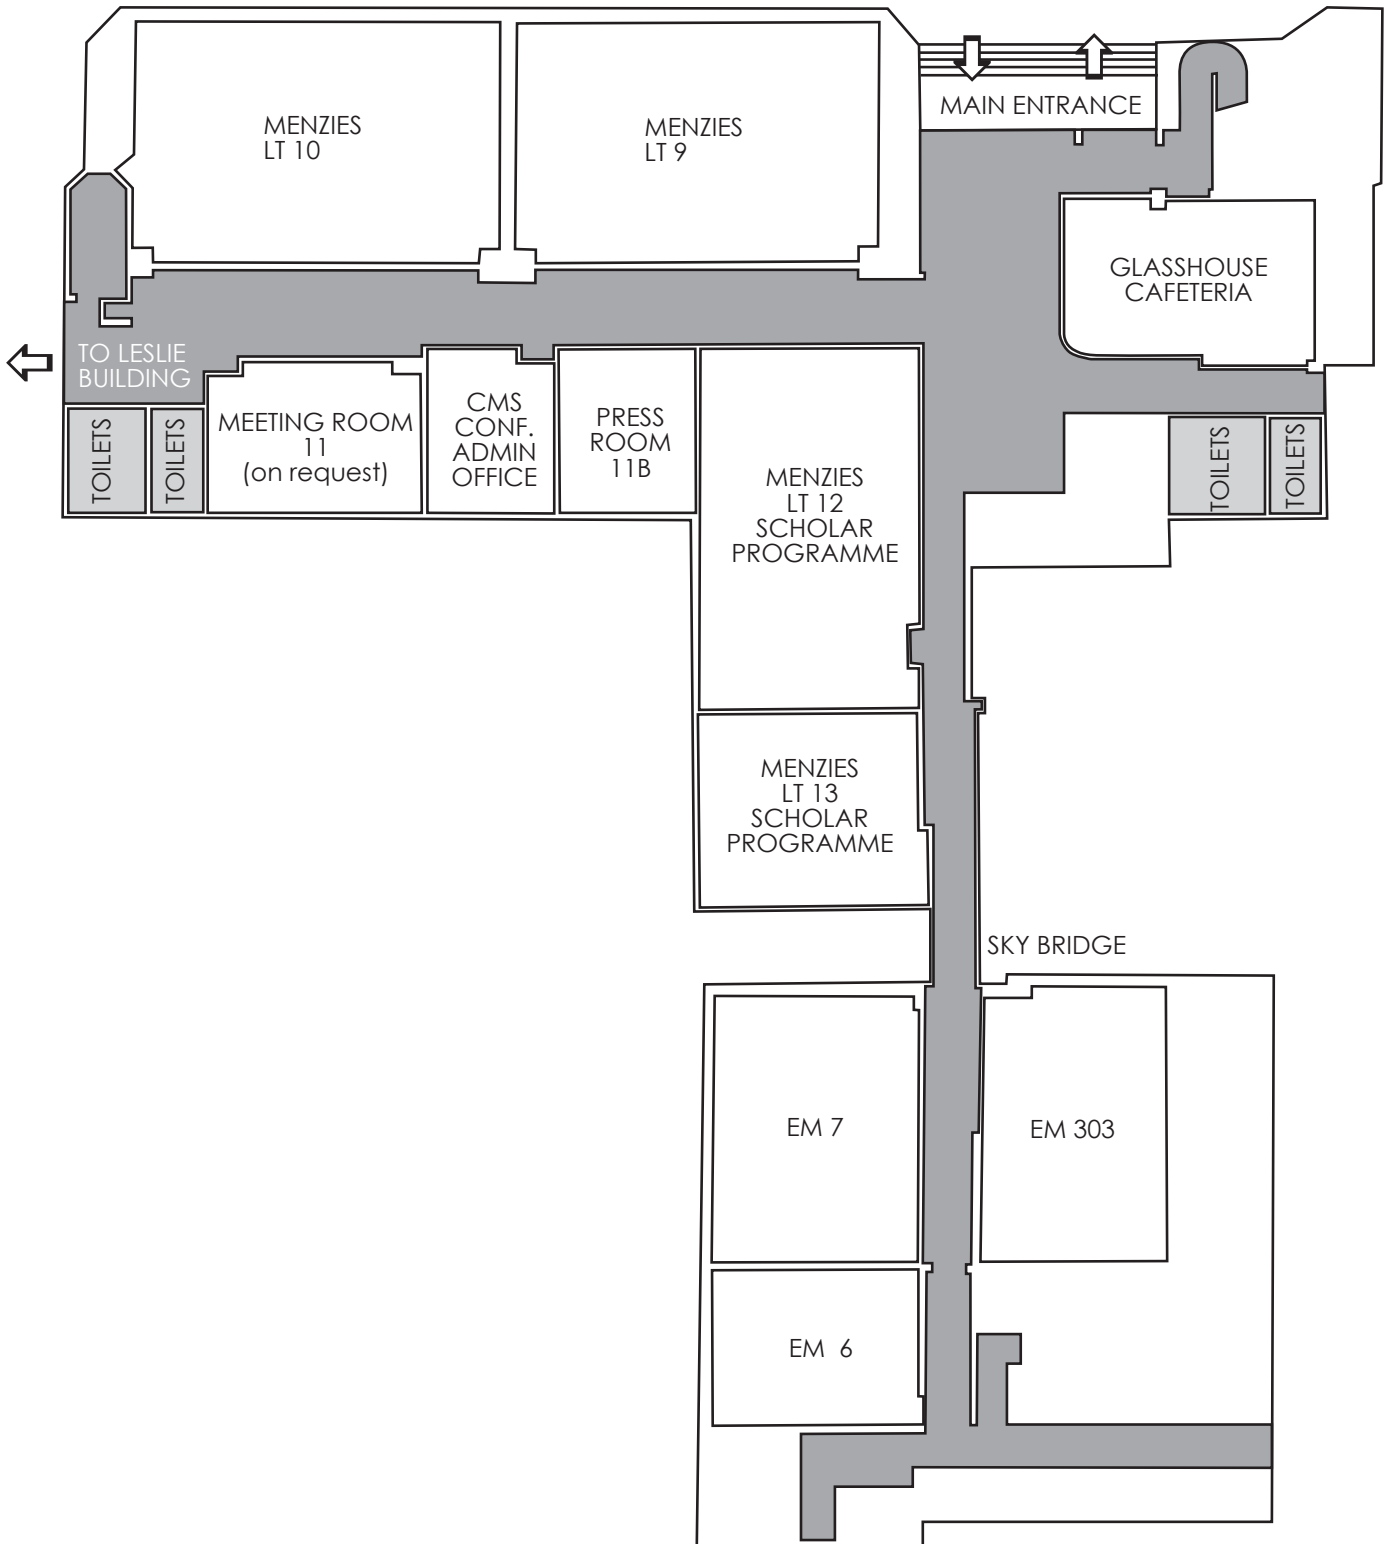 MENZIES
LT 10
MENZIES
LT 9
MAIN ENTRANCE
GLASSHOUSE
CAFETERIA
TO LESLIE
BUILDING
TOILETS
TOILETS
MEETING ROOM
11
(on request)
CMS
CONF.
ADMIN
OFFICE
PRESS
ROOM
11B
MENZIES
LT 12
SCHOLAR
PROGRAMME
TOILETS
TOILETS
MENZIES
LT 13
SCHOLAR
PROGRAMME
SKY BRIDGE
EM 7
EM 303
EM 6